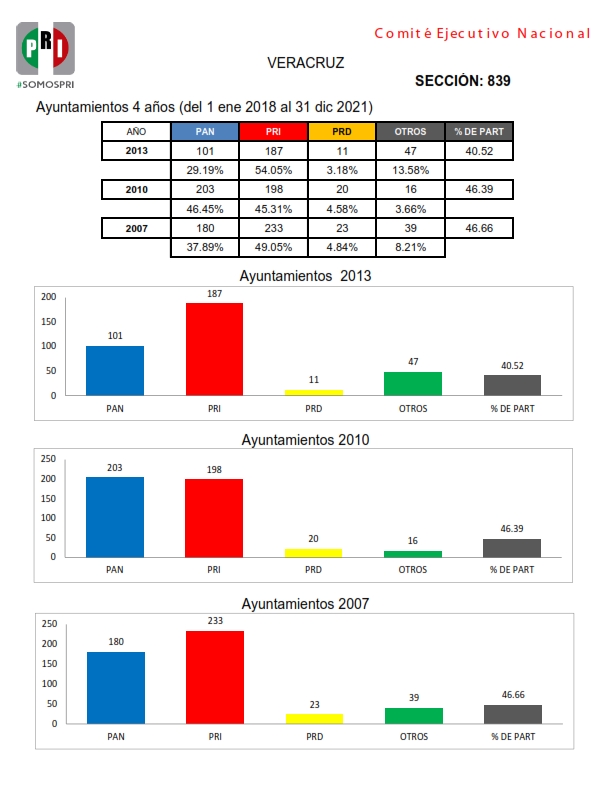 Comité Ejecutivo Nacional
PRI
#SOMOSPRI
VERACRUZ
SECCIÓN: 839
Ayuntamientos 4 años (del 1 ene 2018 al 31 dic 2021)
AÑO PAN PRI PRD OTROS % DE PART
2013 101 187 11 47 40.52
29.19% 54.05% 3.18% 13.58%
2010 203 198 20 16 46.39
46.45% 45.31% 4.58% 3.66%
2007 180 233 23 39 46.66
37.89% 49.05% 4.84% 8.21%
Ayuntamientos 2013
200
150
100
50
0
101 187 11 47 40.52
PAN PRI PRD OTROS % DE PART
Ayuntamientos 2010
250
200
150
100
50
0
203 198 20 16 46.39
PAN PRI PRD OTROS % DE PART
Ayuntamientos 2007
250
200
150
100
50
0
180 233 23 39 46.66
PAN PRI PRD OTROS % DE PART